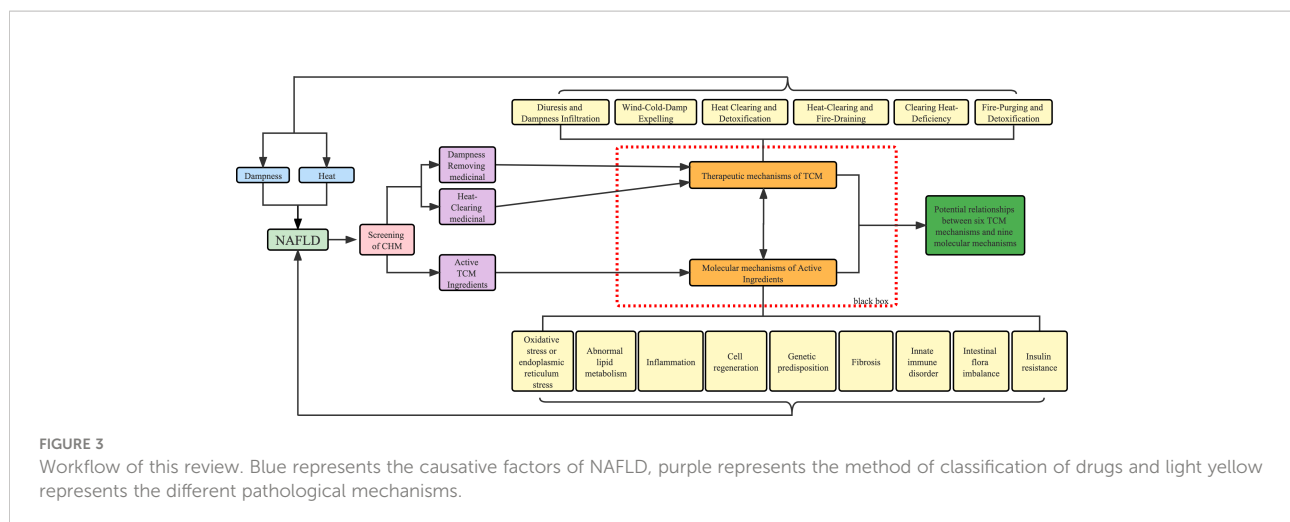 Diuresis and
Dampness Infiltration
Wind-Cold-Damp
Expelling
Heat Clearing and
Detoxification
Heat-Clearing and
Fire-Draining
Clearing Heat-
Deficiency
Fire-Purging and
Detoxification
Dampness
Heat
NAFLD
Screening
of CHM
Dampness
Removing
medicinal
Heat-
Clearing
medicinal
Active
TCM
Ingredients
Therapeutic mechanisms of TCM
Molecular mechanisms of Active
Ingredients
black box
Potential relationships
between six TCM
mechanisms and nine
molecular mechanisms
Oxidative
stress or
endoplasmic
reticulum
stress
Abnormal
lipid
metabolism
Inflammation
Cell
regeneration
Genetic
predisposition
Fibrosis
Innate
immune
disorder
Intestinal
flora
imbalance
Insulin
resistance
FIGURE 3
Workflow of this review. Blue represents the causative factors of NAFLD, purple represents the method of classification of drugs and light yellow
represents the different pathological mechanisms.